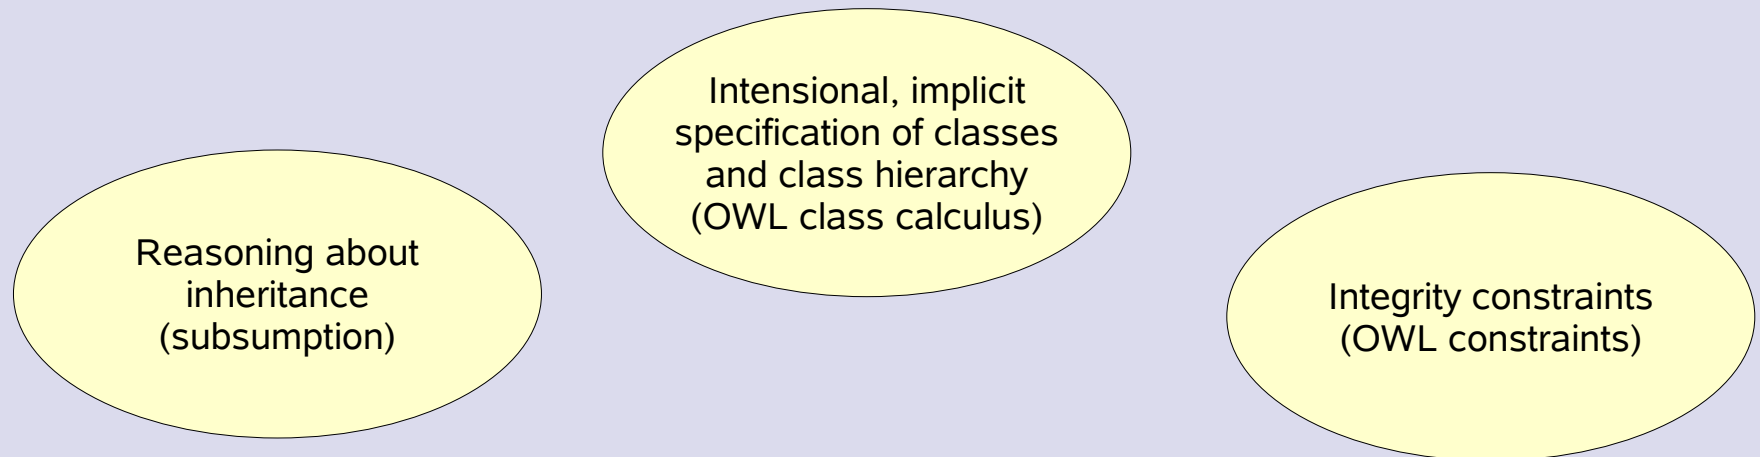 Intensional, implicit
specification of classes
and class hierarchy
(OWL class calculus)
Reasoning about
inheritance
(subsumption)
Integrity constraints
(OWL constraints)